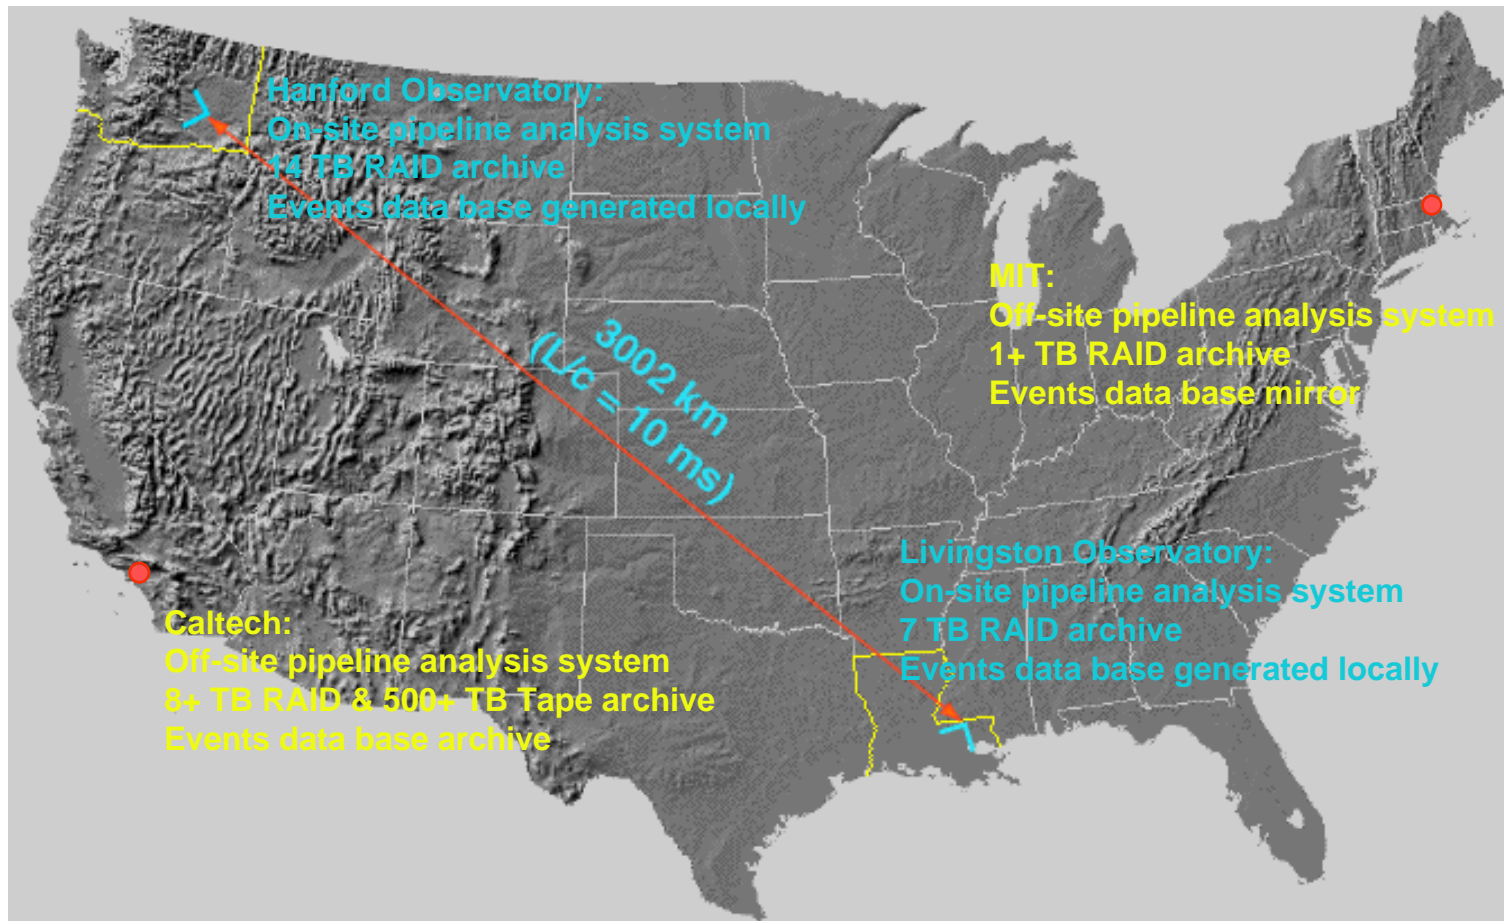 Hanford Observatory:
On-site pipeline analysis system
14 TB RAID archive
Events data base generated locally
MIT:
Off-site pipeline analysis system
1+ TB RAID archive
Events data base mirror
3002 km
(L/c = 10 ms)
Livingston Observatory:
On-site pipeline analysis system
7 TB RAID archive
Events data base generated locally
Caltech:
Off-site pipeline analysis system
8+ TB RAID & 500+ TB Tape archive
Events data base archive